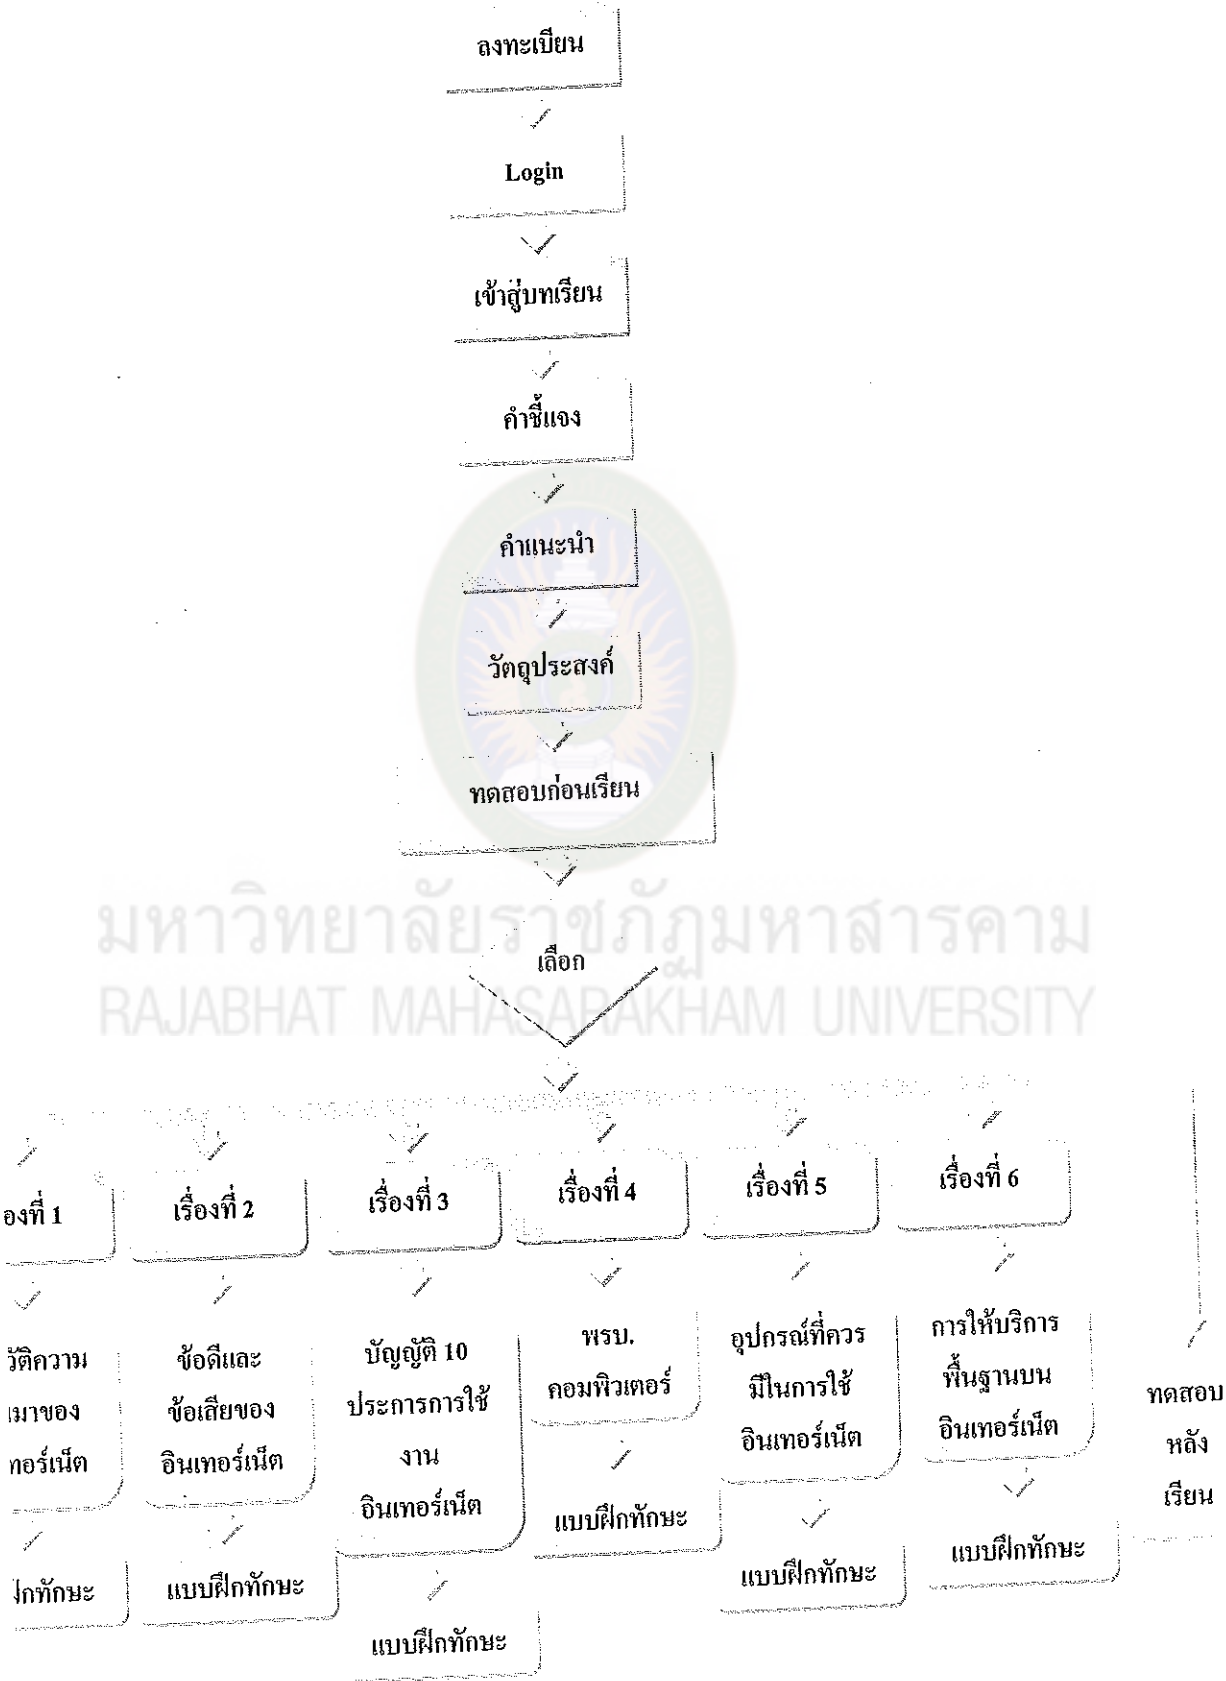 ลงทะเบียน
Login
เข้าสู่บทเรียน
คำชี้แจง
คำแนะนำ
วัตถุประสงค์
ทดสอบก่อนเรียน
มหาวิทยาลัยราชภัฏมหาสารคาม
เลือก
RAJABHAT MAHASARAKHAM UNIVERSITY
องที่ 1
เรื่องที่ 2
เรื่องที่ 3
เรื่องที่ 4
เรื่องที่ 5
เรื่องที่ 6
วัติความ
มาของ
ทอร์เน็ต
ข้อดีและ
ข้อเสียของ
อินเทอร์เน็ต
บัญญัติ 10
ประการการใช้
งาน
อินเทอร์เน็ต
พรบ.
คอมพิวเตอร์
อุปกรณ์ที่ควร
มีในการใช้
อินเทอร์เน็ต
การให้บริการ
พื้นฐานบน
อินเทอร์เน็ต
ทดสอบ
หลัง
เรียน
ฝึกทักษะ
แบบฝึกทักษะ
แบบฝึกทักษะ
แบบฝึกทักษะ
แบบฝึกทักษะ
แบบฝึกทักษะ